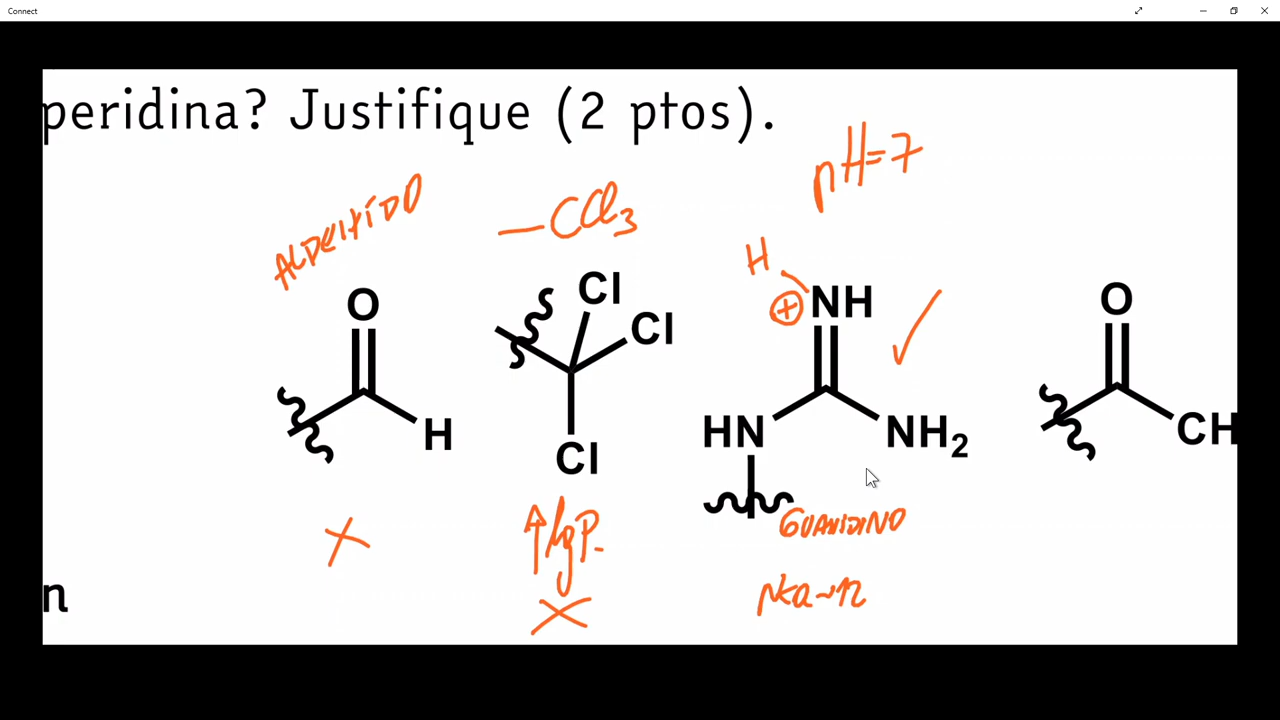 Connect
peridina? Justifique (2 ptos).
pH=7
ALDEHÍDO
—CCl3
H
O
Cl
Cl
Cl
H
⊕ NH
HN
NH2
O
CH
GUANIDINO
↑ lgP.
pka~12
n